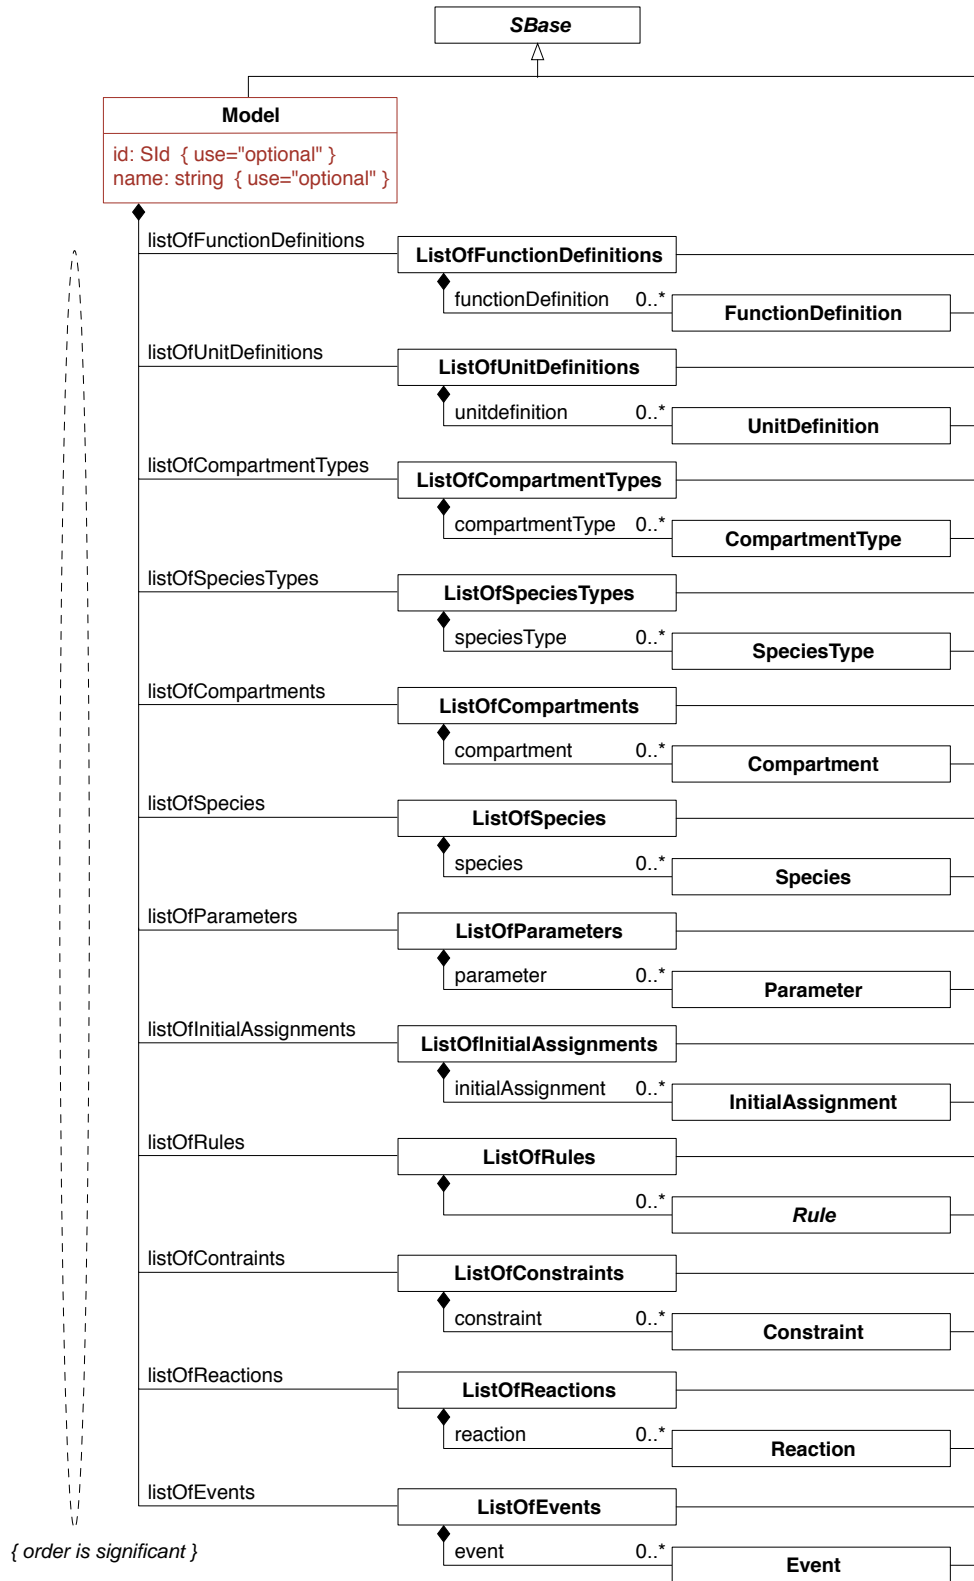 SBase
Model
id: SId { use="optional" }
name: string { use="optional" }
listOfFunctionDefinitions
ListOfFunctionDefinitions
functionDefinition 0..*
FunctionDefinition
listOfUnitDefinitions
ListOfUnitDefinitions
unitdefinition 0..*
UnitDefinition
listOfCompartmentTypes
ListOfCompartmentTypes
compartmentType 0..*
CompartmentType
listOfSpeciesTypes
ListOfSpeciesTypes
speciesType 0..*
SpeciesType
listOfCompartments
ListOfCompartments
compartment 0..*
Compartment
listOfSpecies
ListOfSpecies
species 0..*
Species
listOfParameters
ListOfParameters
parameter 0..*
Parameter
listOfInitialAssignments
ListOfInitialAssignments
initialAssignment 0..*
InitialAssignment
listOfRules
ListOfRules
0..*
Rule
listOfContraints
ListOfConstraints
constraint 0..*
Constraint
listOfReactions
ListOfReactions
reaction 0..*
Reaction
listOfEvents
ListOfEvents
event 0..*
Event
{ order is significant }